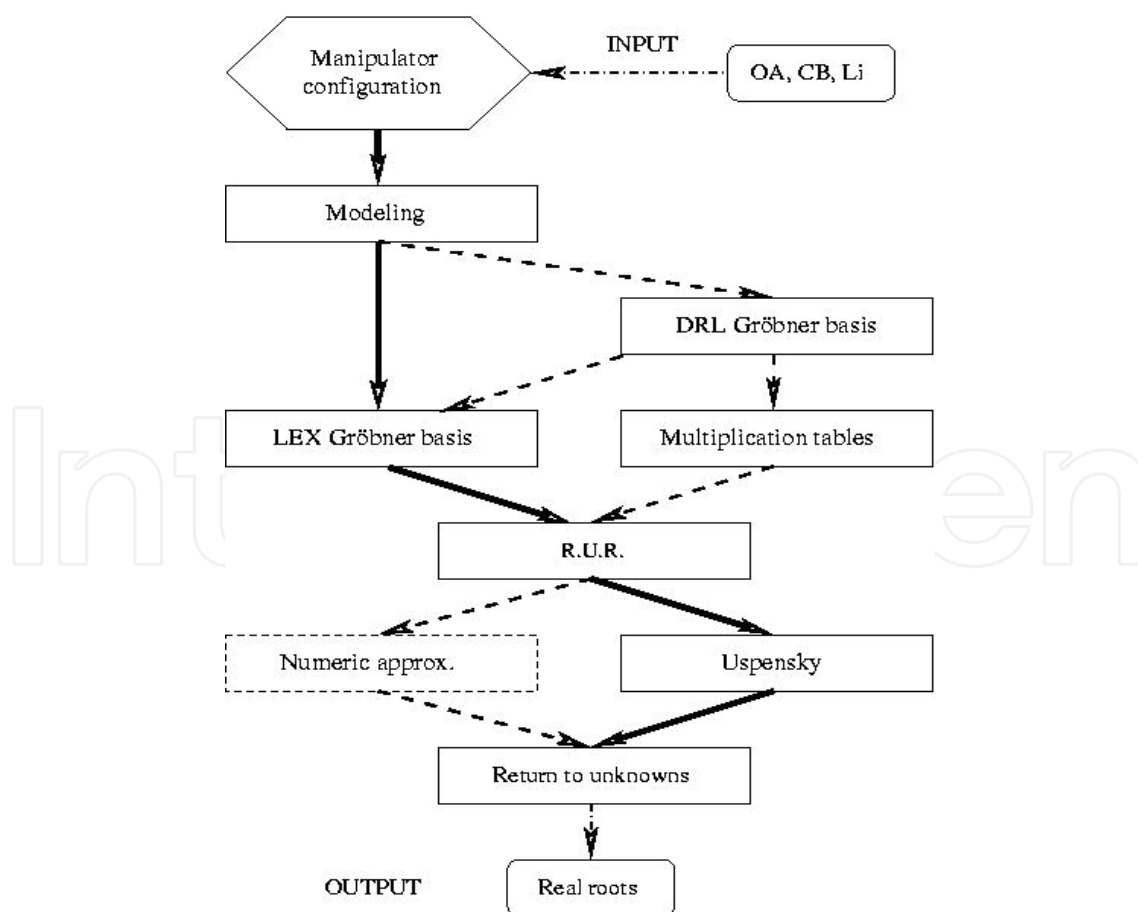 INPUT
Manipulator
configuration
OA, CB, Li
Modeling
DRL Gröbner basis
LEX Gröbner basis
Multiplication tables
R.U.R.
Numeric approx.
Uspensky
Return to unknowns
OUTPUT
Real roots